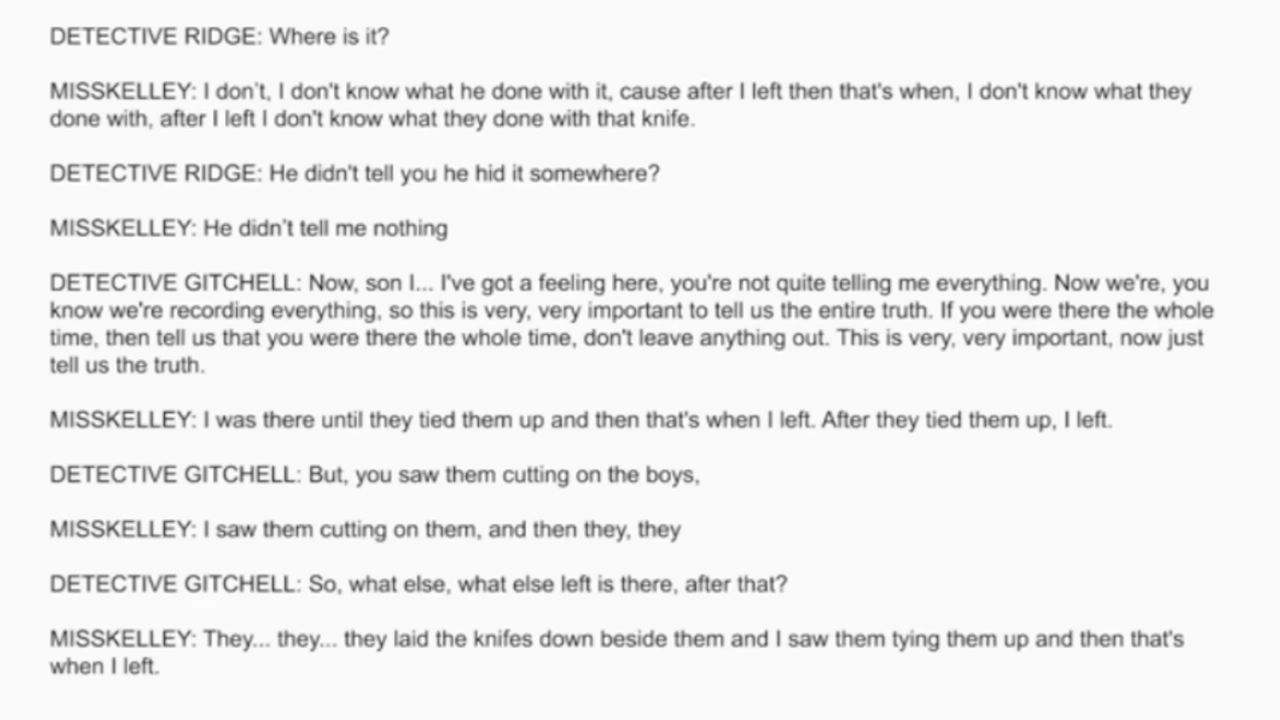 DETECTIVE RIDGE: Where is it?
MISSKELLEY: I don't, I don't know what he done with it, cause after I left then that's when, I don't know what they
done with, after I left I don't know what they done with that knife.
DETECTIVE RIDGE: He didn't tell you he hid it somewhere?
MISSKELLEY: He didn't tell me nothing
DETECTIVE GITCHELL: Now, son I... I've got a feeling here, you're not quite telling me everything. Now we're, you
know we're recording everything, so this is very, very important to tell us the entire truth. If you were there the whole
time, then tell us that you were there the whole time, don't leave anything out. This is very, very important, now just
tell us the truth.
MISSKELLEY: I was there until they tied them up and then that's when I left. After they tied them up, I left.
DETECTIVE GITCHELL: But, you saw them cutting on the boys,
MISSKELLEY: I saw them cutting on them, and then they, they
DETECTIVE GITCHELL: So, what else, what else left is there, after that?
MISSKELLEY: They... they... they laid the knifes down beside them and I saw them tying them up and then that's
when I left.